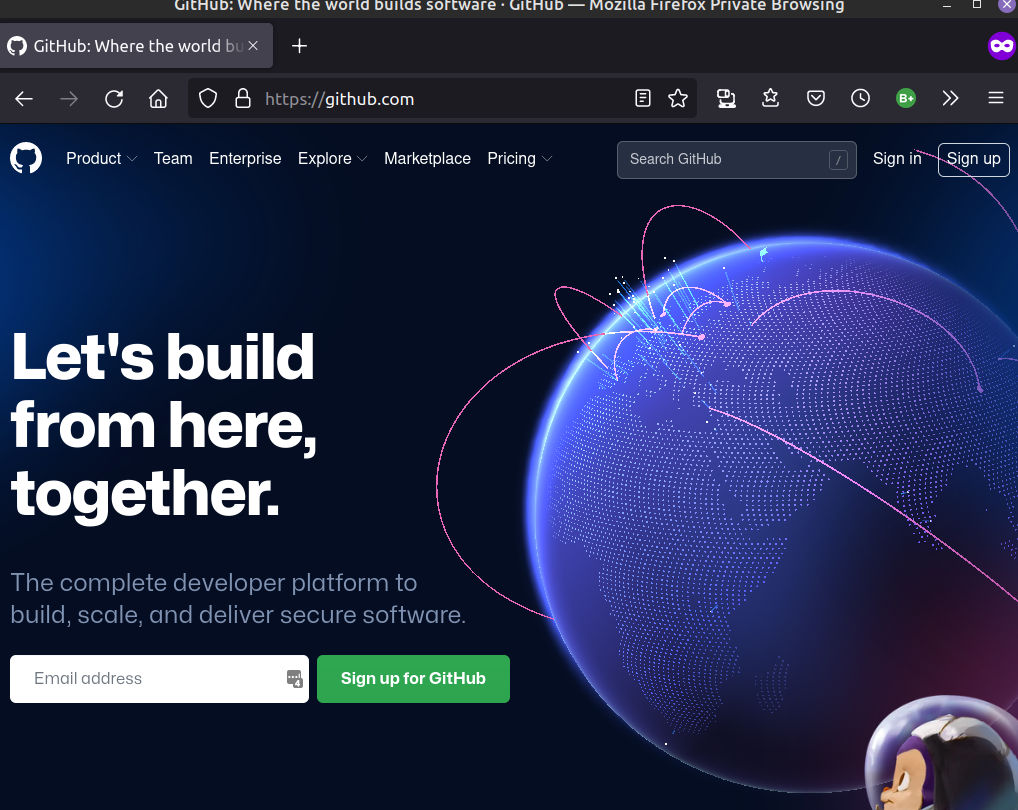 GitHub: Where the world builds software · GitHub — Mozilla Firefox Private Browsing
GitHub: Where the world bu
https://github.com
B+
Product Team Enterprise Explore Marketplace Pricing
Search GitHub /
Sign in
Sign up
Let's build
from here,
together.
The complete developer platform to
build, scale, and deliver secure software.
Email address
4
Sign up for GitHub